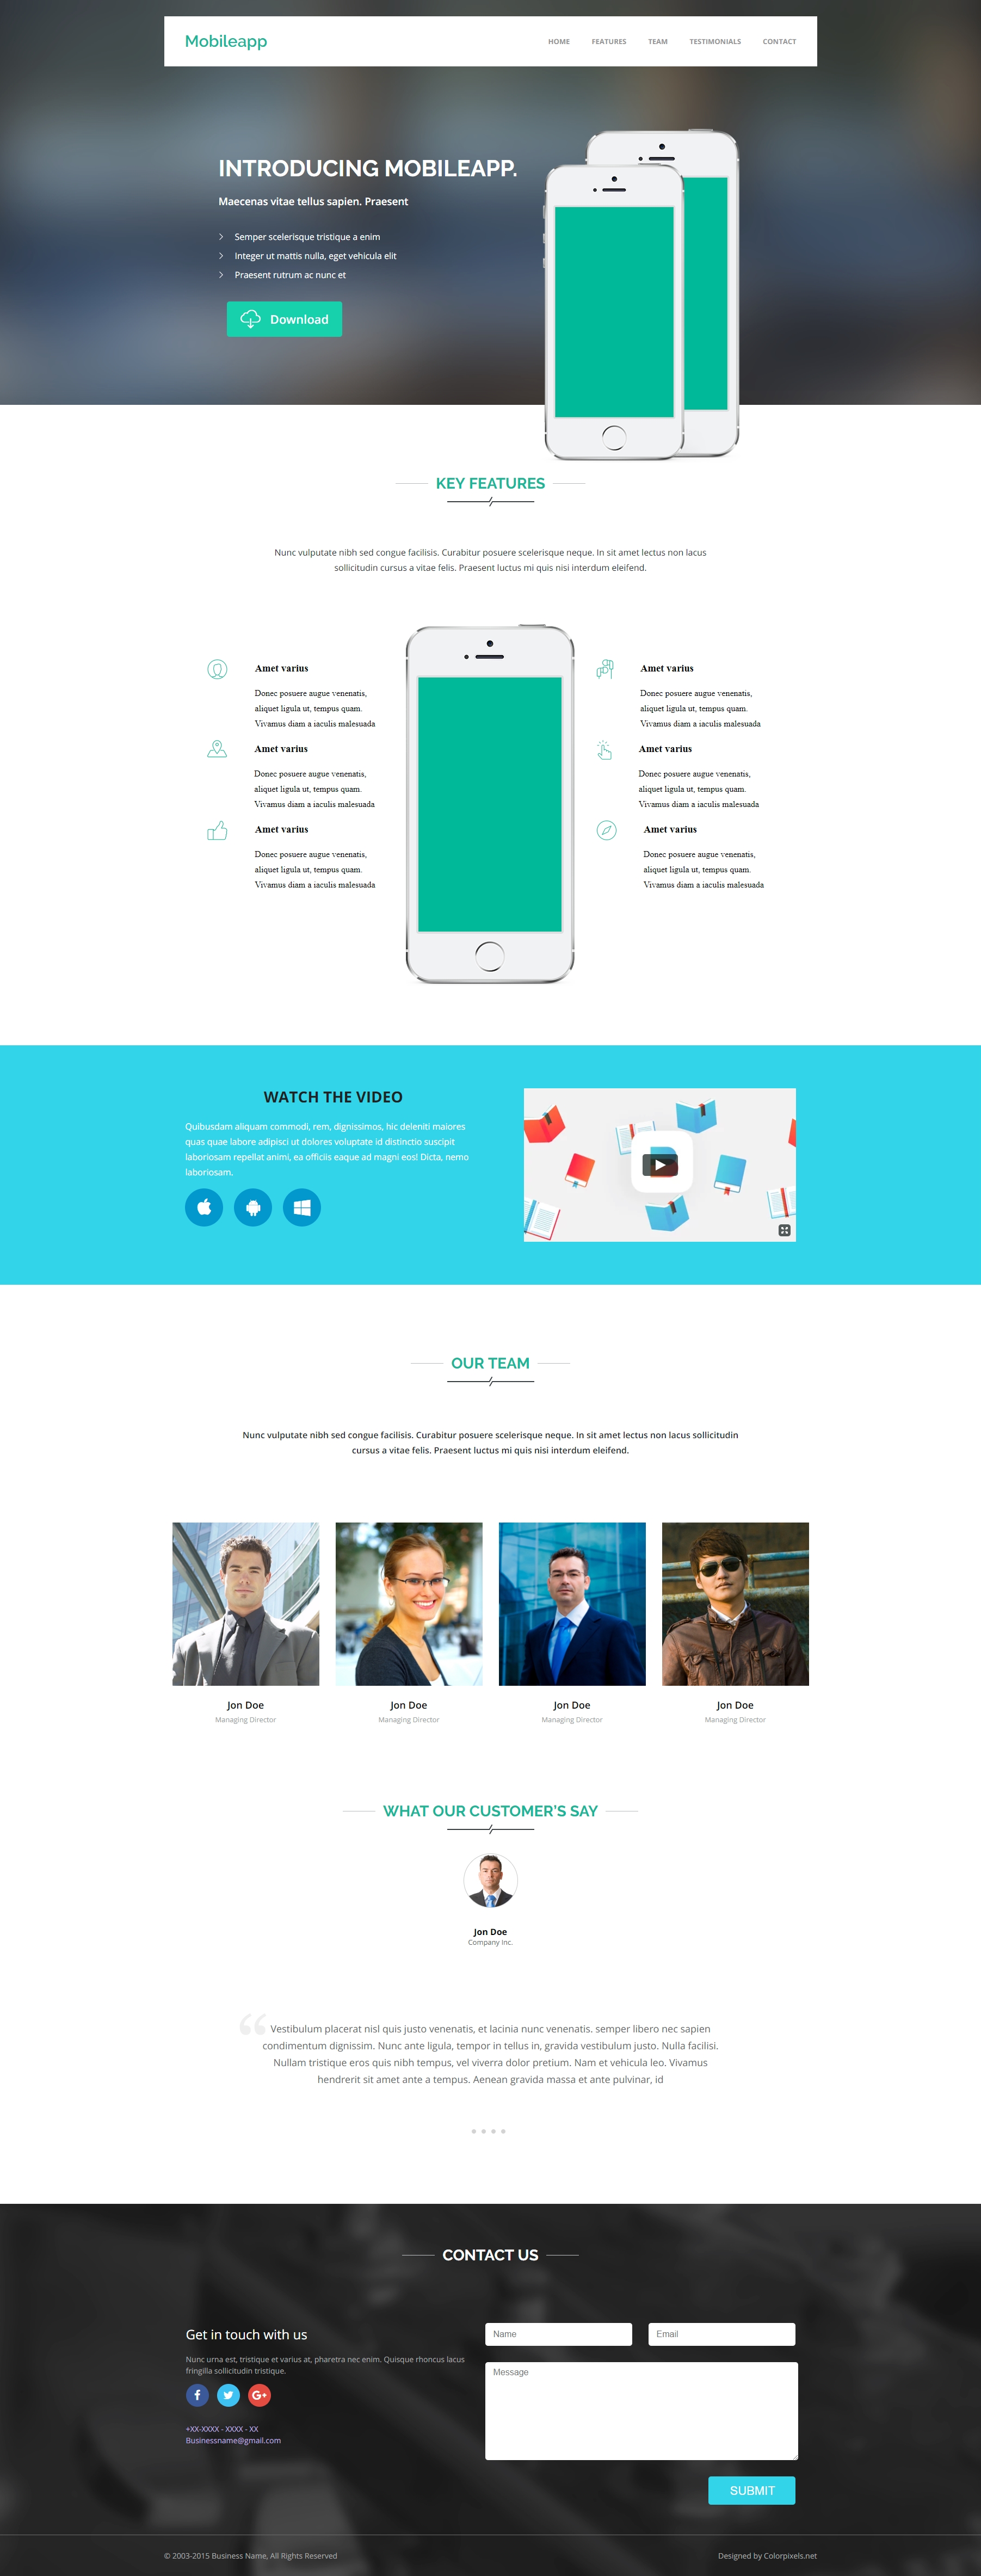 Mobileapp
HOME FEATURES TEAM TESTIMONIALS CONTACT
INTRODUCING MOBILEAPP.
Maecenas vitae tellus sapien. Praesent
Semper scelerisque tristique a enim
Integer ut mattis nulla, eget vehicula elit
Praesent rutrum ac nunc et
Download
KEY FEATURES
Nunc vulputate nibh sed congue facilisis. Curabitur posuere scelerisque neque. In sit amet lectus non lacus
sollicitudin cursus a vitae felis. Praesent luctus mi quis nisi interdum eleifend.
Amet varius
Donec posuere augue venenatis,
aliquet ligula ut, tempus quam.
Vivamus diam a iaculis malesuada
Amet varius
Donec posuere augue venenatis,
aliquet ligula ut, tempus quam.
Vivamus diam a iaculis malesuada
Amet varius
Donec posuere augue venenatis,
aliquet ligula ut, tempus quam.
Vivamus diam a iaculis malesuada
Amet varius
Donec posuere augue venenatis,
aliquet ligula ut, tempus quam.
Vivamus diam a iaculis malesuada
Amet varius
Donec posuere augue venenatis,
aliquet ligula ut, tempus quam.
Vivamus diam a iaculis malesuada
Amet varius
Donec posuere augue venenatis,
aliquet ligula ut, tempus quam.
Vivamus diam a iaculis malesuada
WATCH THE VIDEO
Quibusdam aliquam commodi, rem, dignissimos, hic deleniti maiores
quas quae labore adipisci ut dolores voluptate id distinctio suscipit
laboriosam repellat animi, ea officiis eaque ad magni eos! Dicta, nemo
laboriosam.
OUR TEAM
Nunc vulputate nibh sed congue facilisis. Curabitur posuere scelerisque neque. In sit amet lectus non lacus sollicitudin
cursus a vitae felis. Praesent luctus mi quis nisi interdum eleifend.
Jon Doe
Managing Director
Jon Doe
Managing Director
Jon Doe
Managing Director
Jon Doe
Managing Director
WHAT OUR CUSTOMER'S SAY
Jon Doe
Company Inc.
“ Vestibulum placerat nisl quis justo venenatis, et lacinia nunc venenatis. semper libero nec sapien
condimentum dignissim. Nunc ante ligula, tempor in tellus in, gravida vestibulum justo. Nulla facilisi.
Nullam tristique eros quis nibh tempus, vel viverra dolor pretium. Nam et vehicula leo. Vivamus
hendrerit sit amet ante a tempus. Aenean gravida massa et ante pulvinar, id
CONTACT US
Get in touch with us
Nunc urna est, tristique et varius at, pharetra nec enim. Quisque rhoncus lacus
fringilla sollicitudin tristique.
f G+
+XX-XXXX - XXXX - XX
Businessname@gmail.com
Name
Email
Message
SUBMIT
© 2003-2015 Business Name, All Rights Reserved
Designed by Colorpixels.net